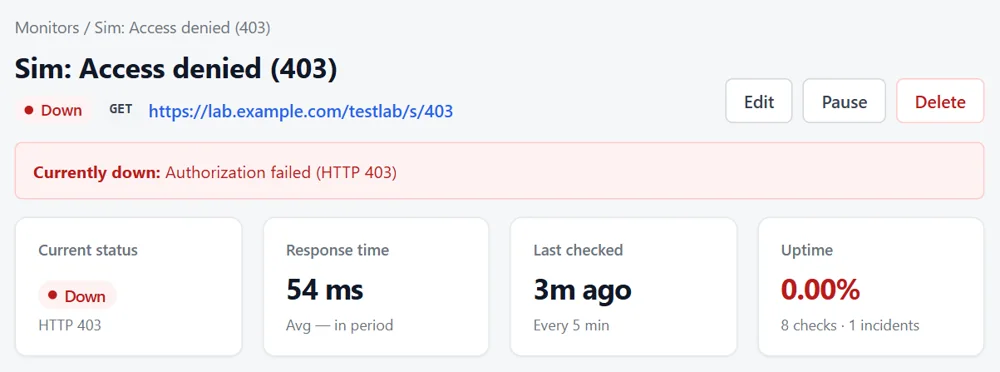 Monitors / Sim: Access denied (403)
Sim: Access denied (403)
Down GET https://lab.example.com/testlab/s/403
Edit Pause Delete
Currently down: Authorization failed (HTTP 403)
Current status
Down
HTTP 403
Response time
54 ms
Avg — in period
Last checked
3m ago
Every 5 min
Uptime
0.00%
8 checks · 1 incidents